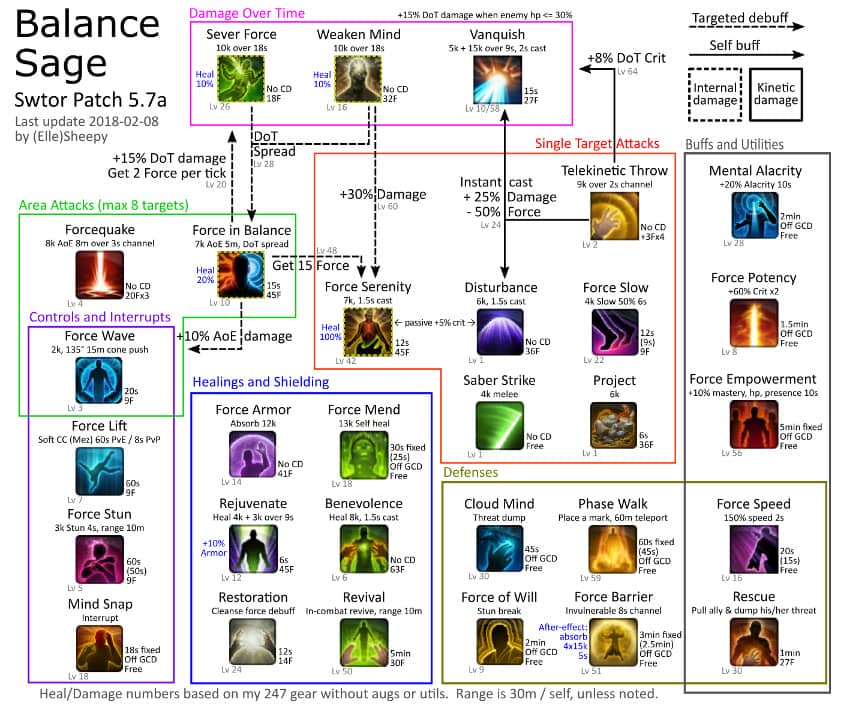 Balance
Sage
Swtor Patch 5.7a
Last update 2018-02-08
by (Elle)Sheepy
Damage Over Time
+15% DoT damage when enemy hp <= 30%
Sever Force
10k over 18s
Heal
10%
No CD
18F
Lv 26
Weaken Mind
10k over 18s
Heal
10%
No CD
32F
Lv 16
Vanquish
5k + 15k over 9s, 2s cast
15s
27F
Lv 10/58
+8% DoT Crit
Lv 64
Targeted debuff
Self buff
Internal
damage
Kinetic
damage
+15% DoT damage
Get 2 Force per tick
Lv 20
DoT
Spread
Lv 28
+30% Damage
Lv 60
Single Target Attacks
Instant cast
+ 25% Damage
- 50% Force
Lv 24
Telekinetic Throw
9k over 2s channel
No CD
+3Fx4
Lv 2
Area Attacks (max 8 targets)
Forcequake
8k AoE 8m over 3s channel
No CD
20Fx3
Lv 4
Force in Balance
7k AoE 5m, DoT spread
Heal
20%
15s
45F
Lv 10
Lv 48
Get 15 Force
Force Serenity
7k, 1.5s cast
Heal
100%
12s
45F
Lv 42
passive +5% crit
Disturbance
6k, 1.5s cast
No CD
36F
Lv 1
Force Slow
4k Slow 50% 6s
12s
(9s)
9F
Lv 22
Saber Strike
4k melee
No CD
Free
Lv 1
Project
6k
6s
36F
Lv 1
+10% AoE damage
Controls and Interrupts
Force Wave
2k, 135° 15m cone push
20s
9F
Lv 3
Force Lift
Soft CC (Mez) 60s PvE / 8s PvP
60s
9F
Lv 7
Force Stun
3k Stun 4s, range 10m
60s
(50s)
9F
Lv 5
Mind Snap
Interrupt
18s fixed
Off GCD
Free
Lv 18
Healings and Shielding
Force Armor
Absorb 12k
No CD
41F
Lv 14
Force Mend
13k Self heal
30s fixed
(25s)
Off GCD
Free
Lv 18
Rejuvenate
Heal 4k + 3k over 9s
+10%
Armor
6s
45F
Lv 12
Benevolence
Heal 8k, 1.5s cast
No CD
63F
Lv 6
Restoration
Cleanse force debuff
12s
14F
Lv 24
Revival
In-combat revive, range 10m
5min
30F
Lv 50
Defenses
Cloud Mind
Threat dump
45s
Off GCD
Free
Lv 30
Phase Walk
Place a mark, 60m teleport
60s fixed
(45s)
Off GCD
Free
Lv 59
Force of Will
Stun break
2min
Off GCD
Free
Lv 9
Force Barrier
Invulnerable 8s channel
After-effect:
absorb
4x15k
5s
3min fixed
(2.5min)
Off GCD
Free
Lv 51
Buffs and Utilities
Mental Alacrity
+20% Alacrity 10s
2min
Off GCD
Free
Lv 28
Force Potency
+60% Crit x2
1.5min
Off GCD
Free
Lv 8
Force Empowerment
+10% mastery, hp, presence 10s
5min fixed
Off GCD
Free
Lv 56
Force Speed
150% speed 2s
20s
(15s)
Free
Lv 16
Rescue
Pull ally & dump his/her threat
1min
27F
Lv 30
Heal/Damage numbers based on my 247 gear without augs or utils. Range is 30m / self, unless noted.